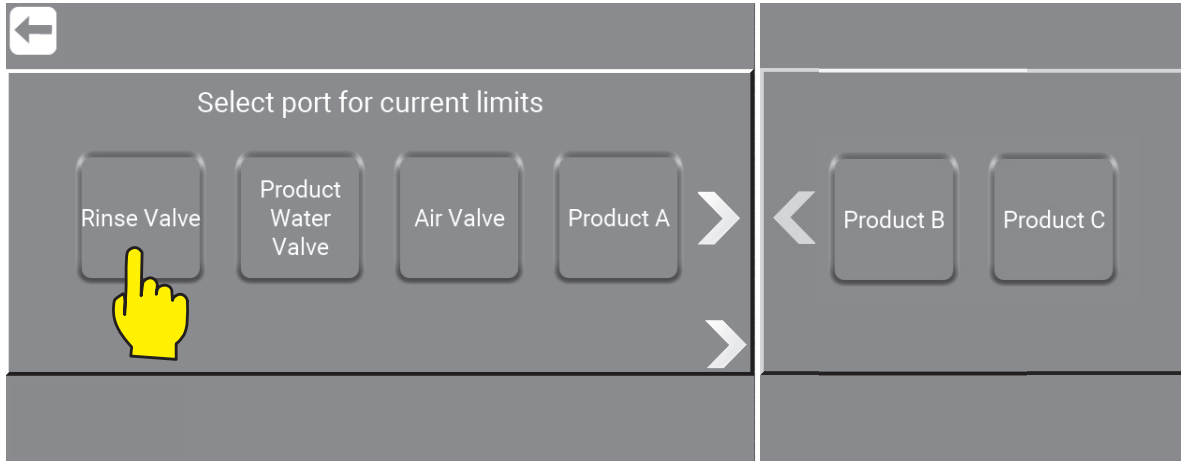 Select port for current limits
Rinse Valve
Product
Water
Valve
Air Valve
Product A
Product B
Product C